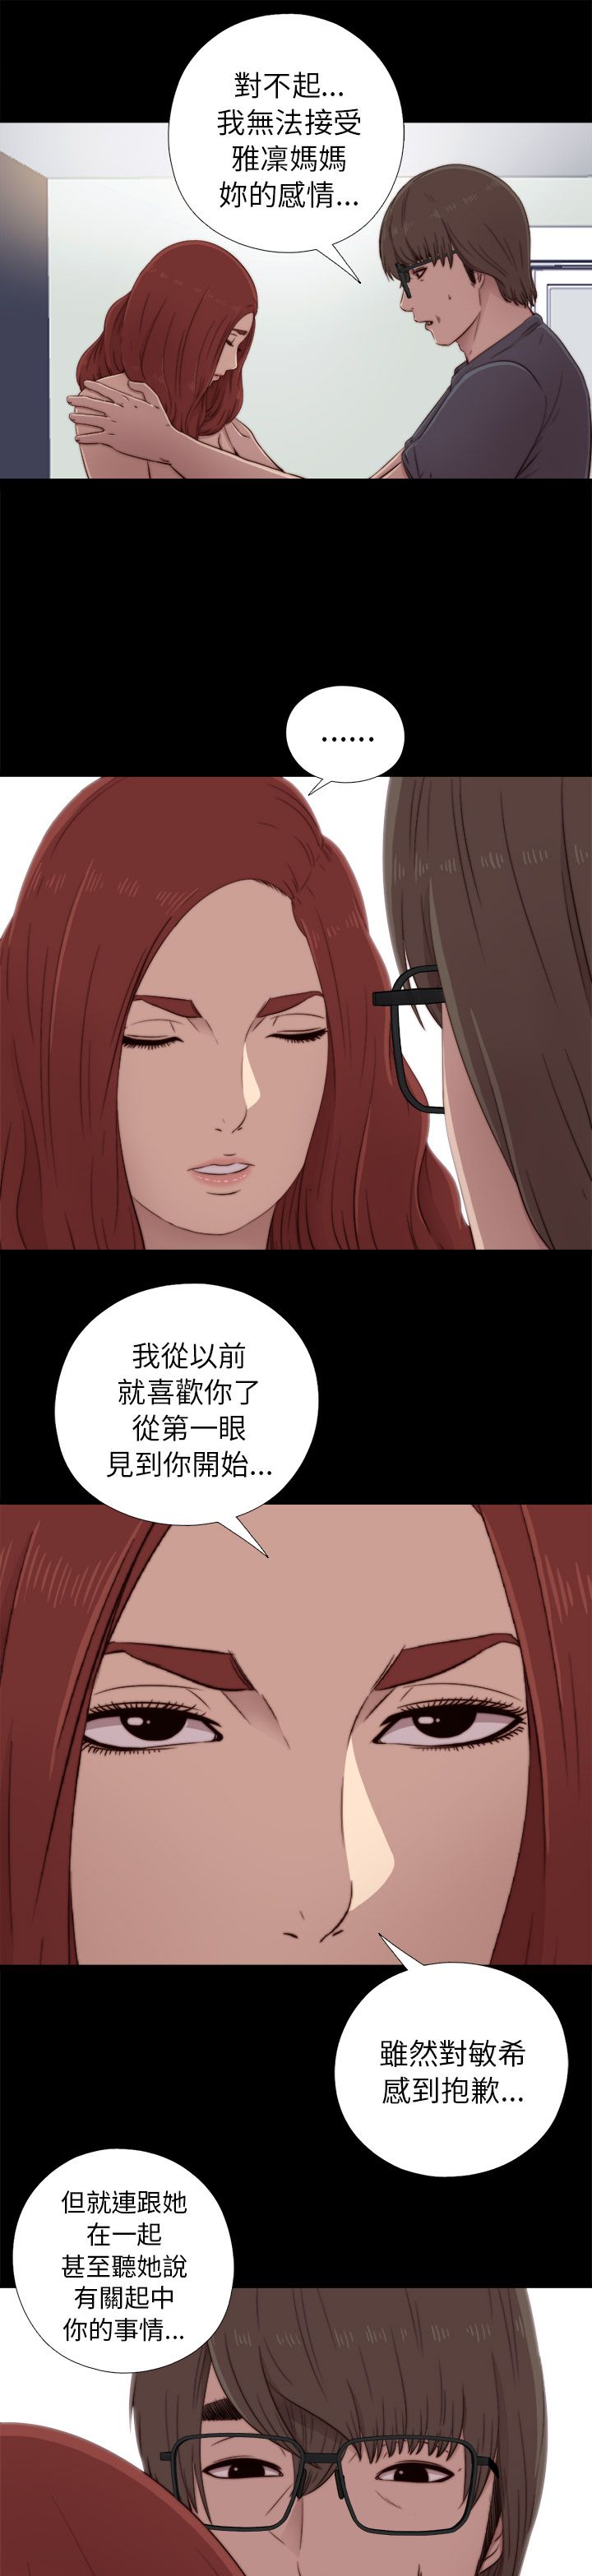 對不起...
我無法接受
雅凜媽媽
妳的感情...
......
我從以前
就喜歡你了
從第一眼
見到你開始...
雖然對敏希
感到抱歉...
但就連跟她
在一起
甚至聽她說
有關起中
你的事情...